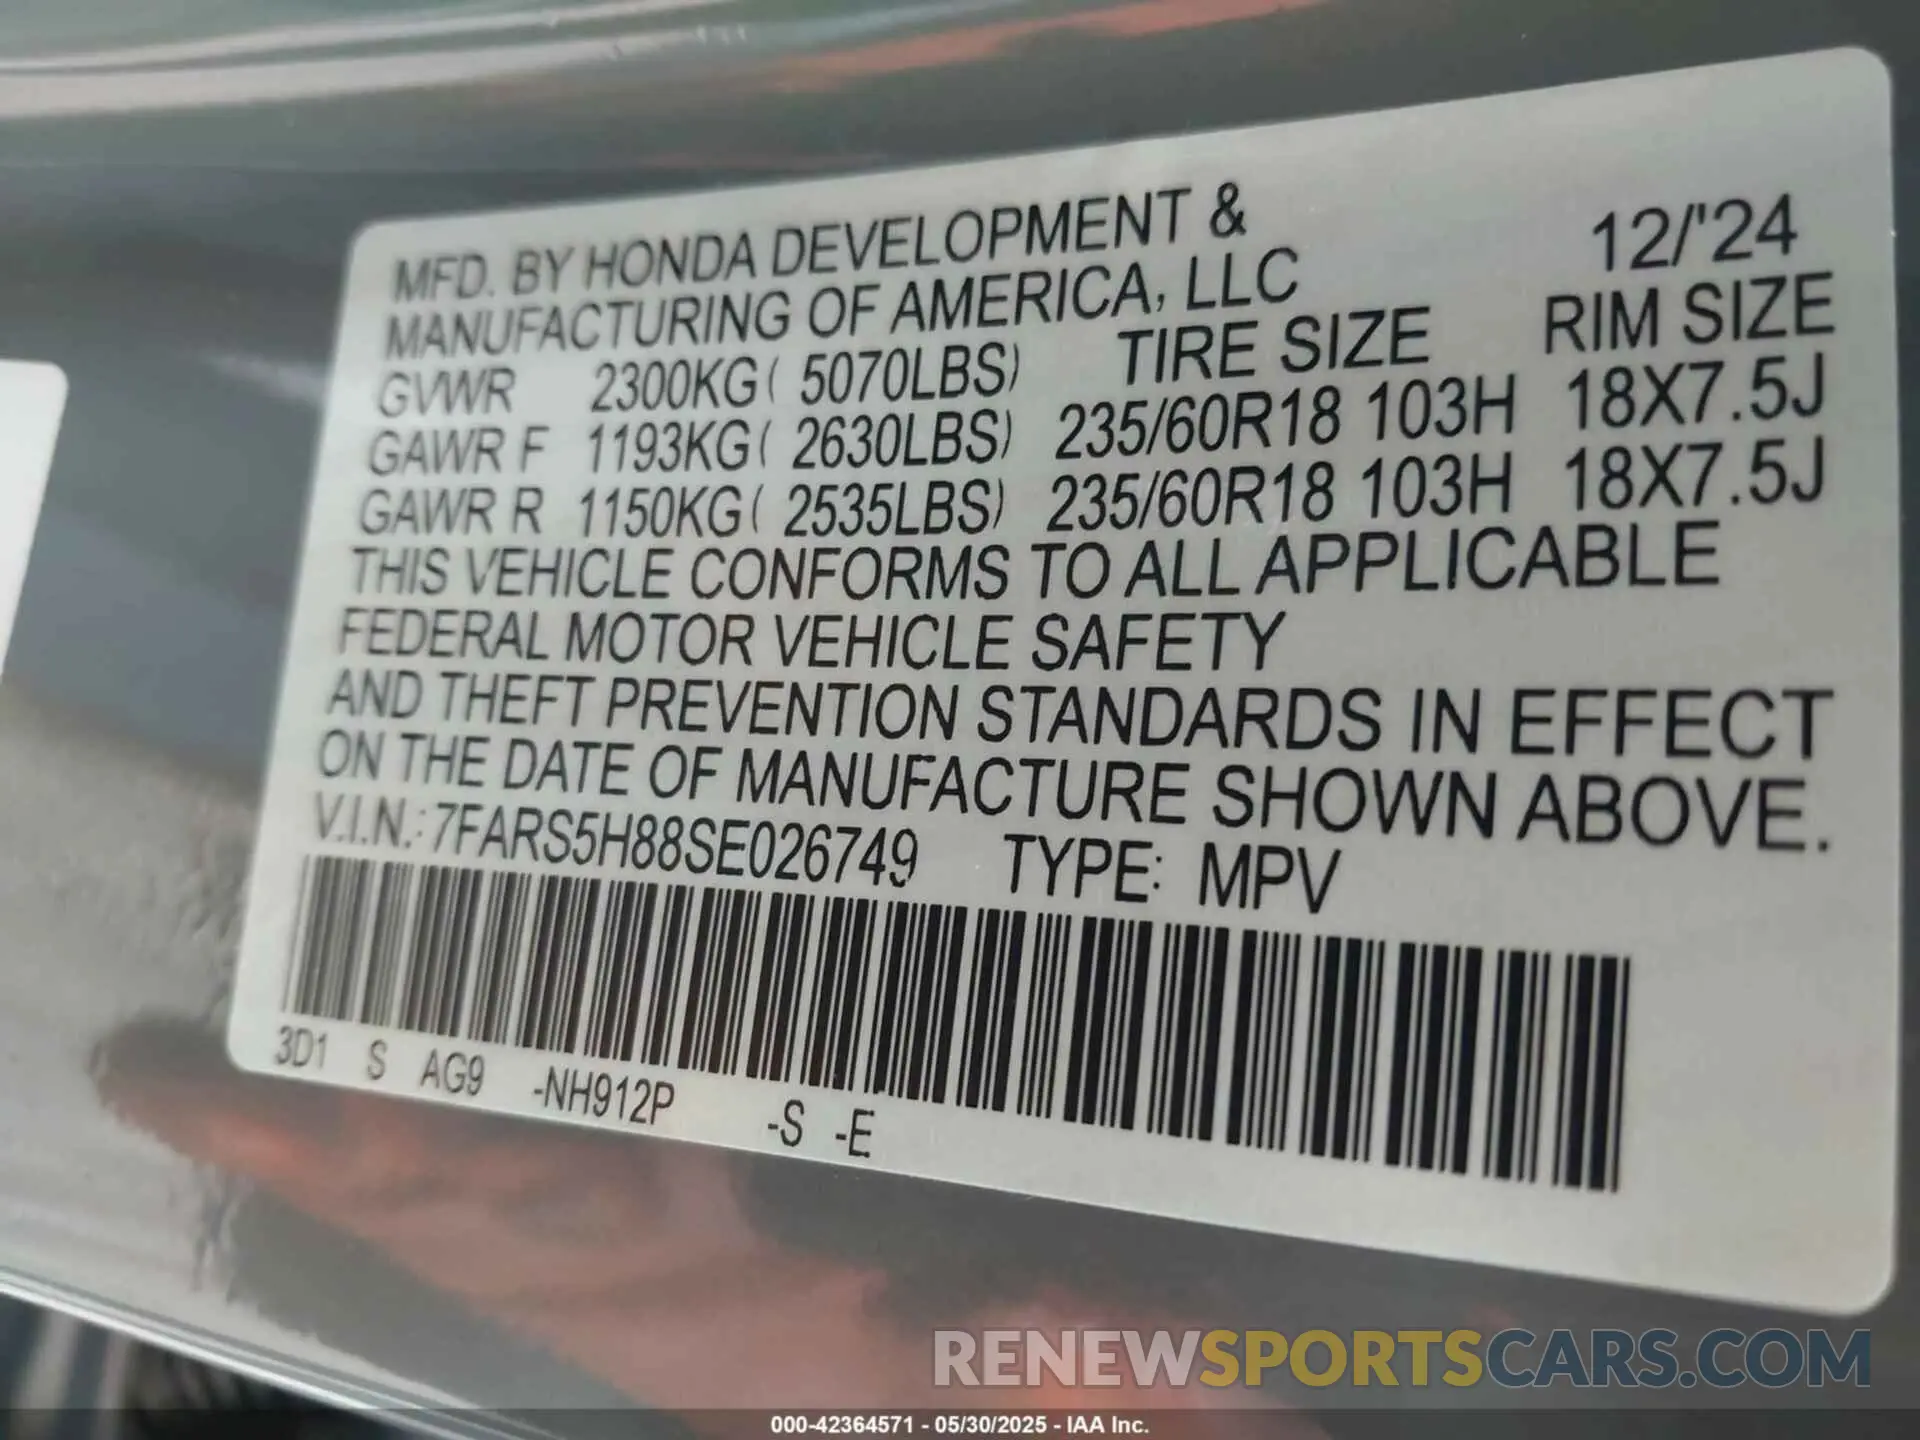 MFD. BY HONDA DEVELOPMENT &
MANUFACTURING OF AMERICA, LLC 12/'24
GVWR 2300KG( 5070LBS) TIRE SIZE RIM SIZE
GAWR F 1193KG( 2630LBS) 235/60R18 103H 18X7.5J
GAWR R 1150KG( 2535LBS) 235/60R18 103H 18X7.5J
THIS VEHICLE CONFORMS TO ALL APPLICABLE
FEDERAL MOTOR VEHICLE SAFETY
AND THEFT PREVENTION STANDARDS IN EFFECT
ON THE DATE OF MANUFACTURE SHOWN ABOVE.
V.I.N.: 7FARS5H88SE026749 TYPE: MPV
3D1 S AG9 -NH912P -S -E
RENEWSPORTSCARS.COM
000-42364571 - 05/30/2025 - IAA Inc.